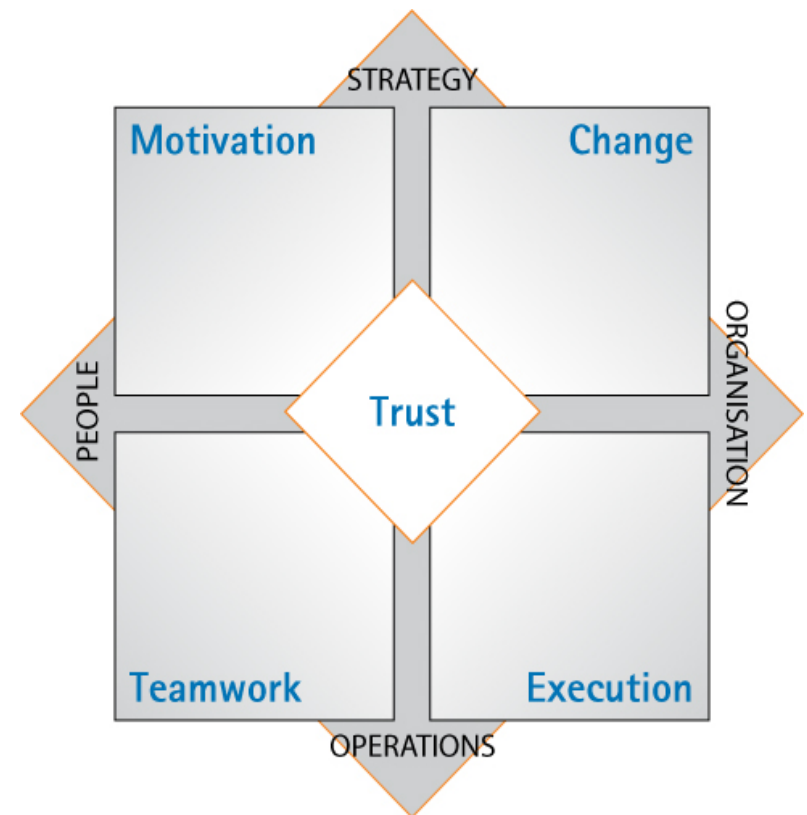 STRATEGY
Motivation
Change
PEOPLE
Trust
ORGANISATION
Teamwork
Execution
OPERATIONS